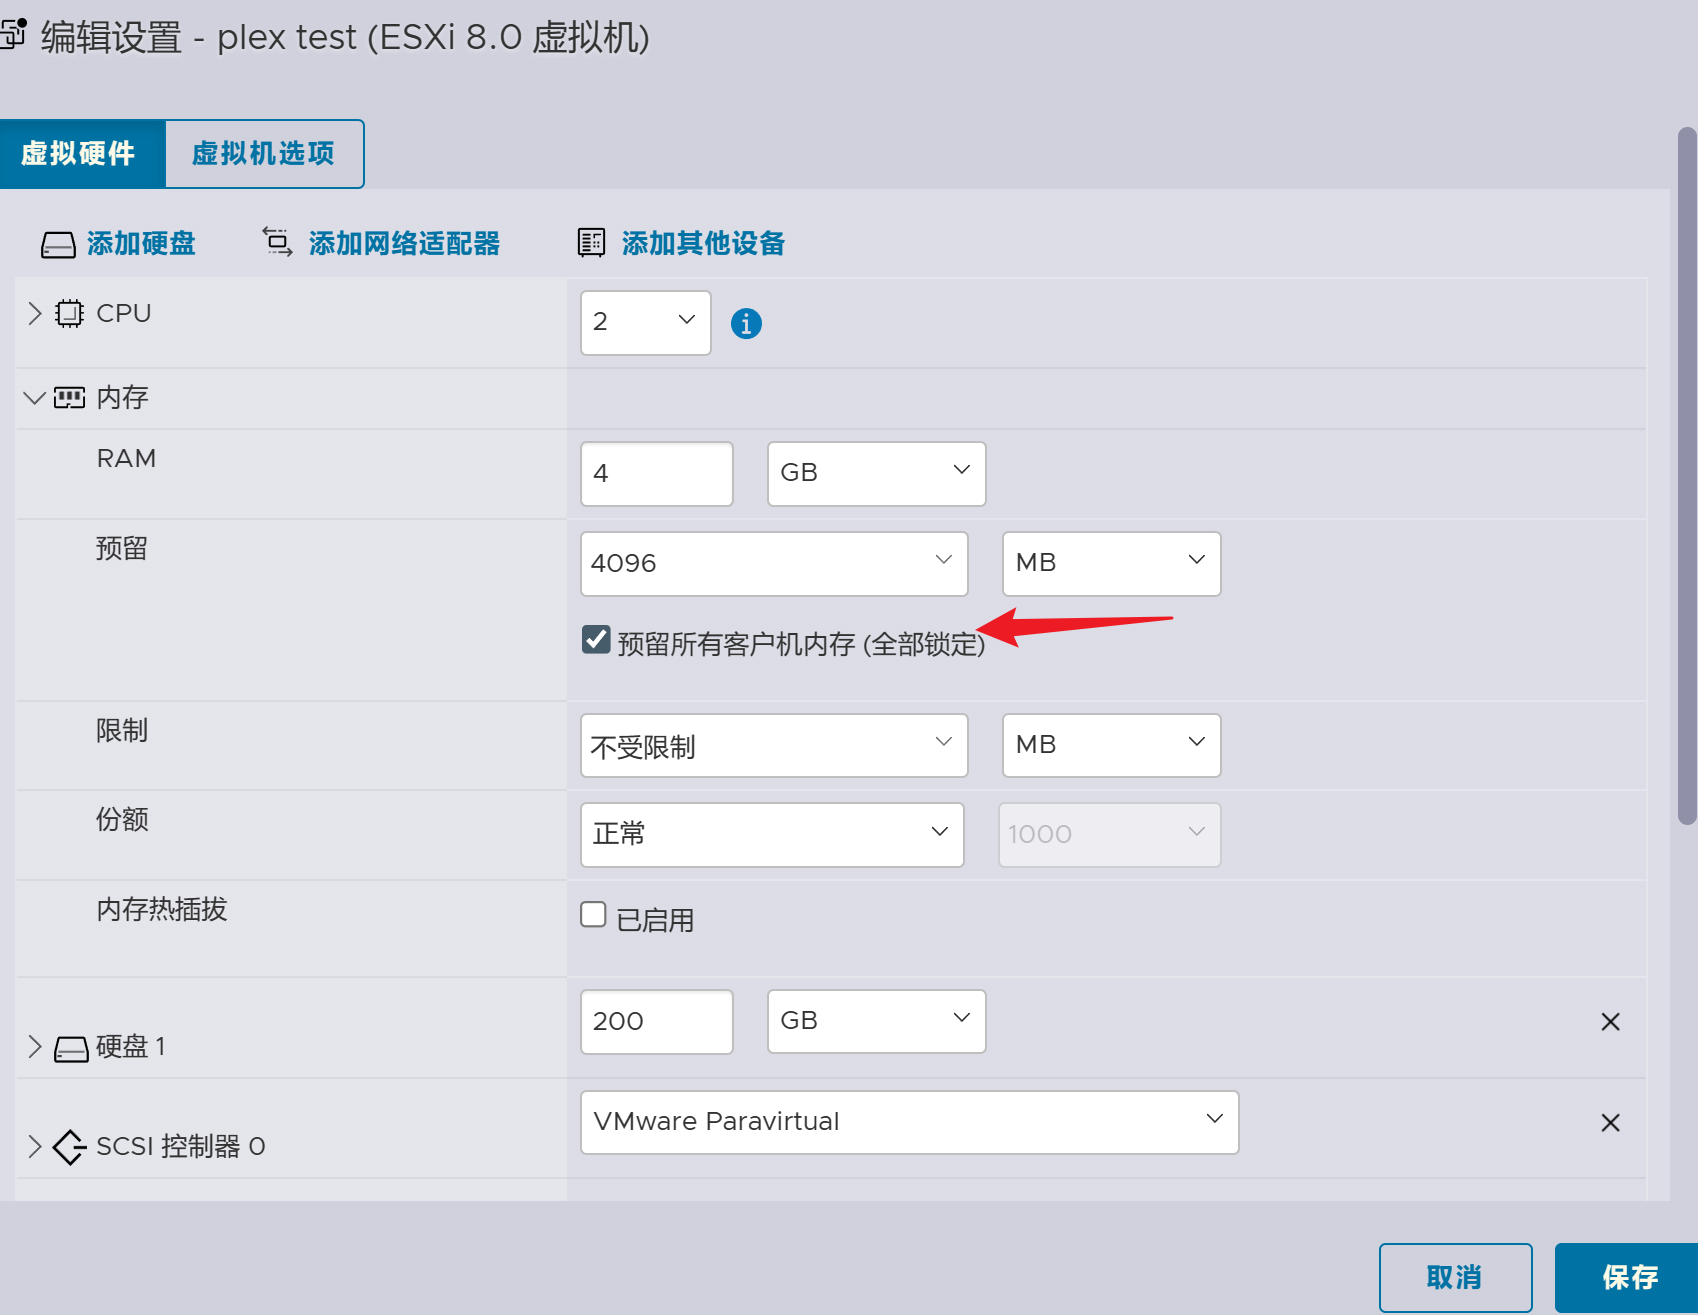 编辑设置 - plex test (ESXi 8.0 虚拟机)
虚拟硬件
虚拟机选项
添加硬盘
添加网络适配器
添加其他设备
CPU
2
内存
RAM
4
GB
预留
4096
MB
预留所有客户机内存 (全部锁定)
限制
不受限制
MB
份额
正常
1000
内存热插拔
已启用
硬盘 1
200
GB
SCSI 控制器 0
VMware Paravirtual
取消
保存